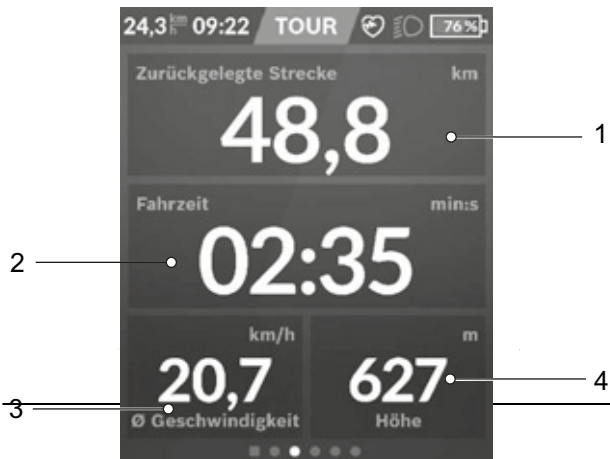 24,3 km/h 09:22 TOUR 76%
Zurückgelegte Strecke km
48,8
1
Fahrzeit min:s
02:35
2
km/h m
20,7 627
3
4
Ø Geschwindigkeit Höhe